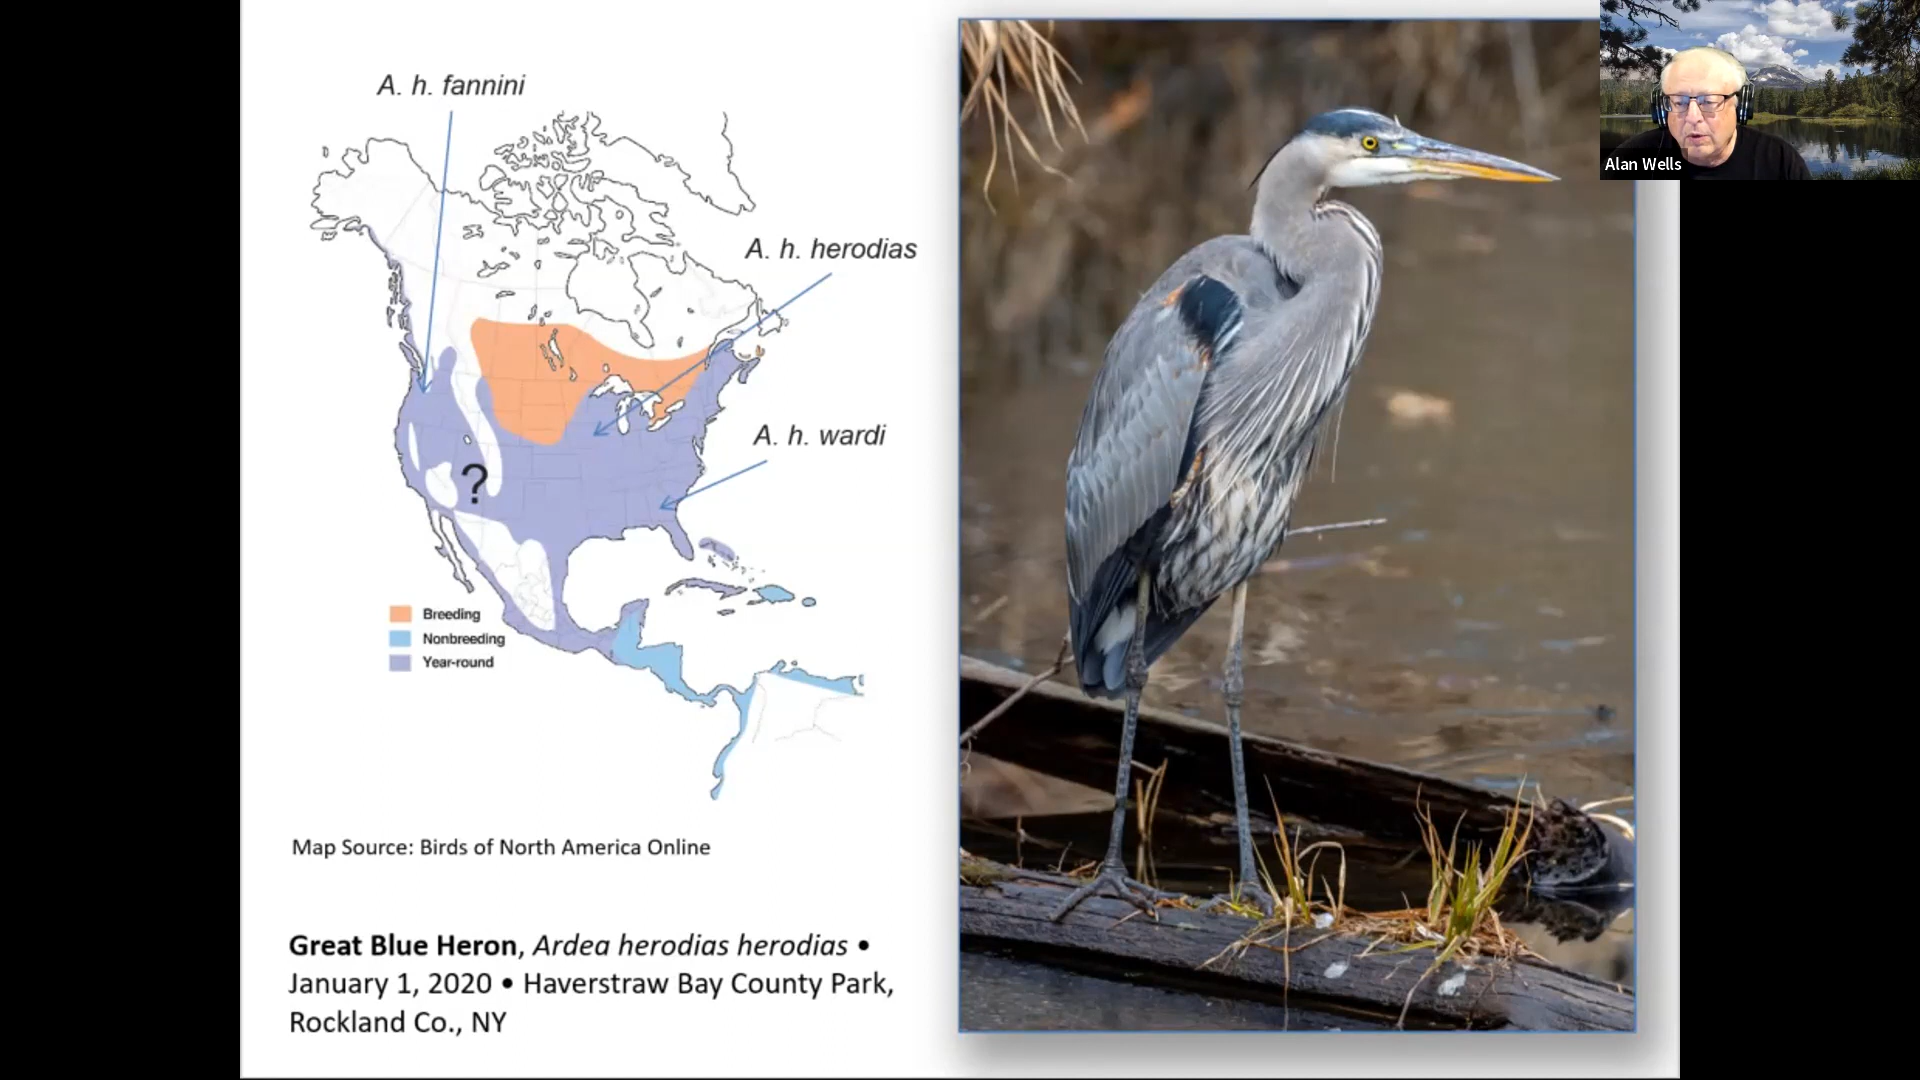 A. h. fannini
A. h. herodias
A. h. wardi
?
Breeding
Nonbreeding
Year-round
Map Source: Birds of North America Online
Great Blue Heron, Ardea herodias herodias •
January 1, 2020 • Haverstraw Bay County Park,
Rockland Co., NY
Alan Wells